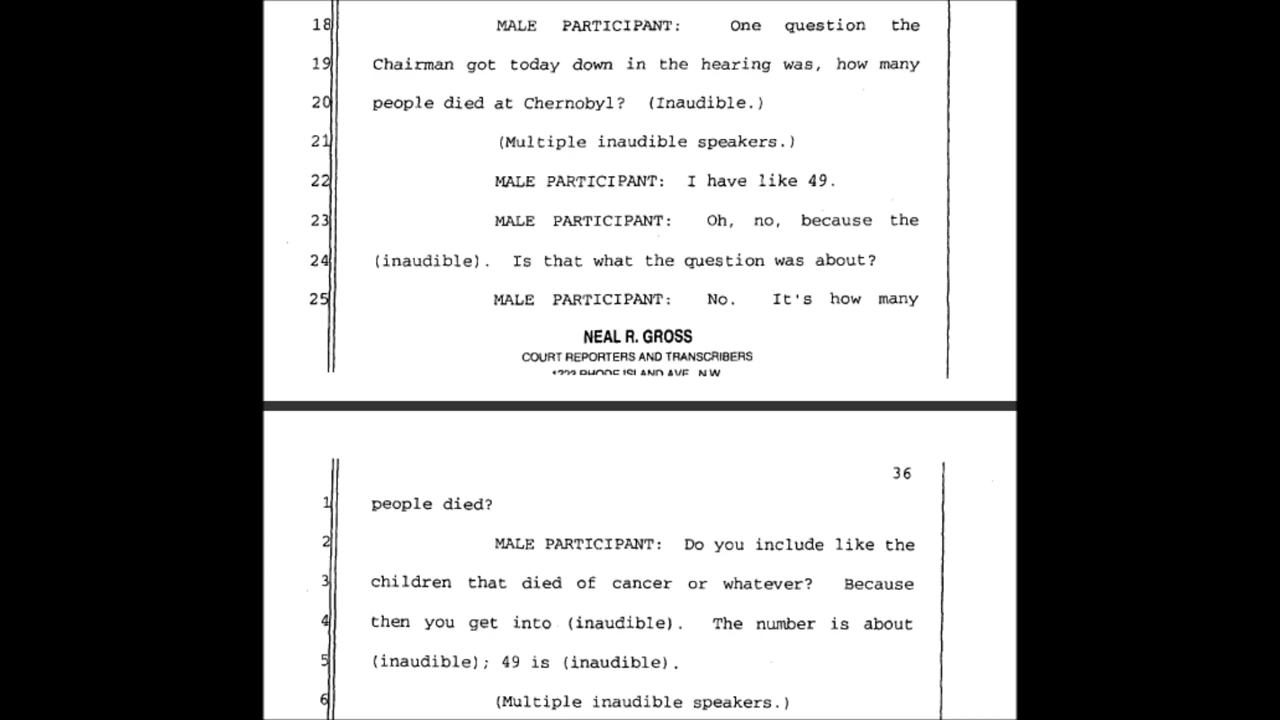 18 MALE PARTICIPANT: One question the
19 Chairman got today down in the hearing was, how many
20 people died at Chernobyl? (Inaudible.)
21 (Multiple inaudible speakers.)
22 MALE PARTICIPANT: I have like 49.
23 MALE PARTICIPANT: Oh, no, because the
24 (inaudible). Is that what the question was about?
25 MALE PARTICIPANT: No. It's how many
NEAL R. GROSS
COURT REPORTERS AND TRANSCRIBERS
1323 RHODE ISLAND AVE., N.W.
36
1 people died?
2 MALE PARTICIPANT: Do you include like the
3 children that died of cancer or whatever? Because
4 then you get into (inaudible). The number is about
5 (inaudible); 49 is (inaudible).
6 (Multiple inaudible speakers.)